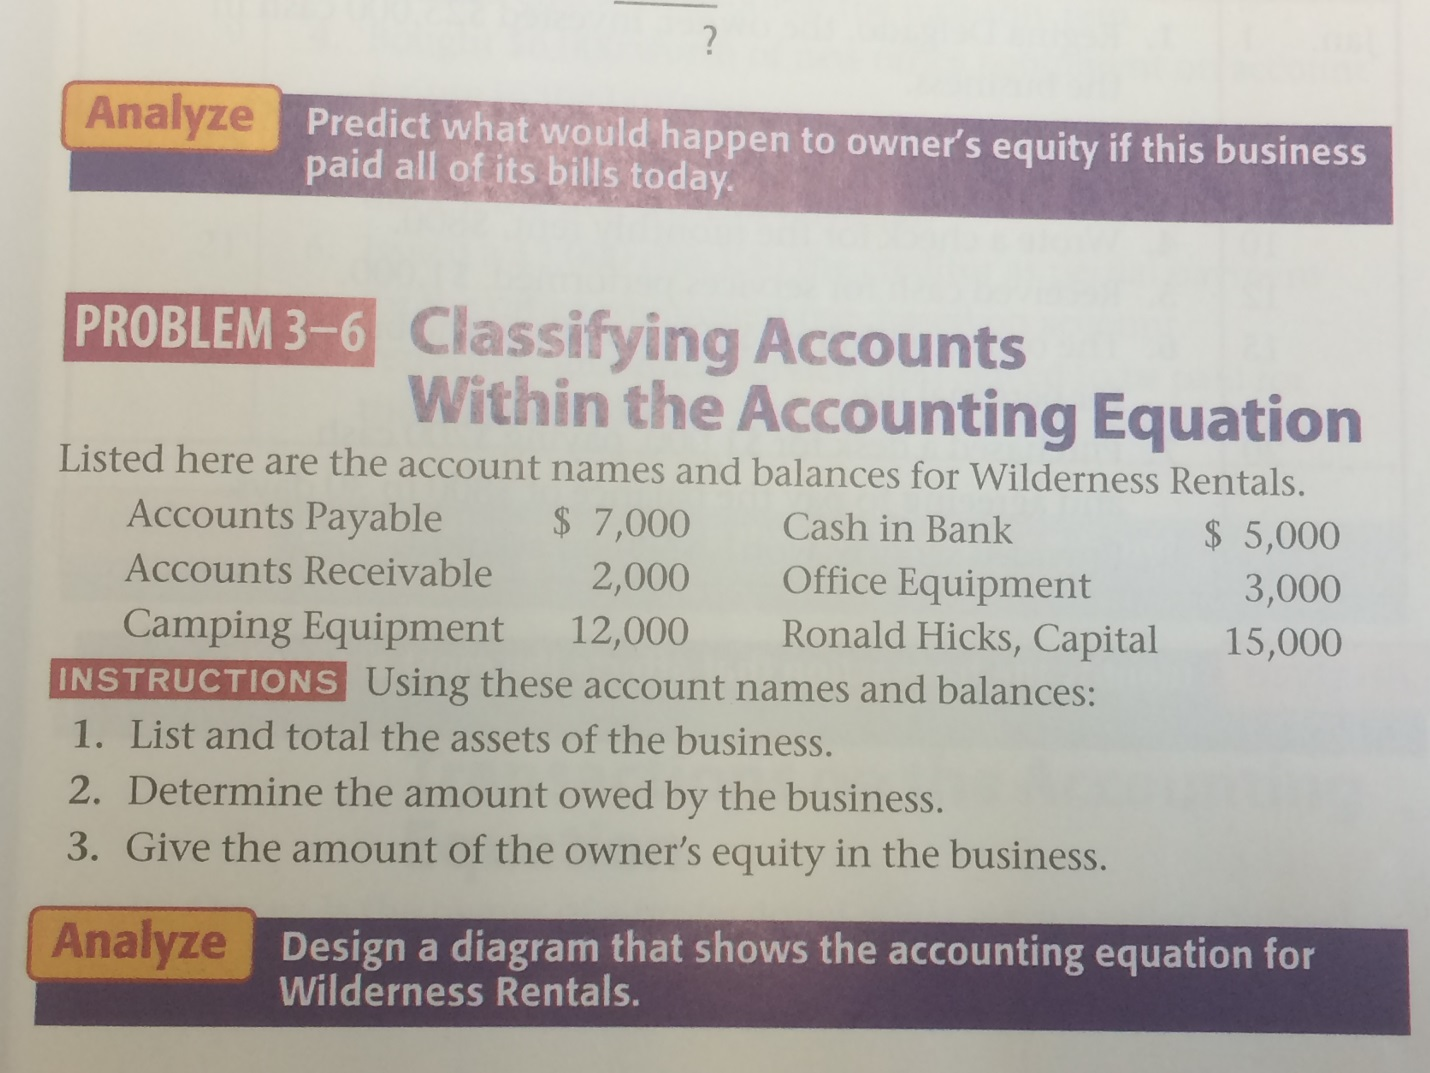 ?
Analyze
Predict what would happen to owner's equity if this business
paid all of its bills today.
PROBLEM 3–6
Classifying Accounts
Within the Accounting Equation
Listed here are the account names and balances for Wilderness Rentals.
Accounts Payable $ 7,000 Cash in Bank $ 5,000
Accounts Receivable 2,000 Office Equipment 3,000
Camping Equipment 12,000 Ronald Hicks, Capital 15,000
INSTRUCTIONS Using these account names and balances:
1. List and total the assets of the business.
2. Determine the amount owed by the business.
3. Give the amount of the owner's equity in the business.
Analyze
Design a diagram that shows the accounting equation for
Wilderness Rentals.